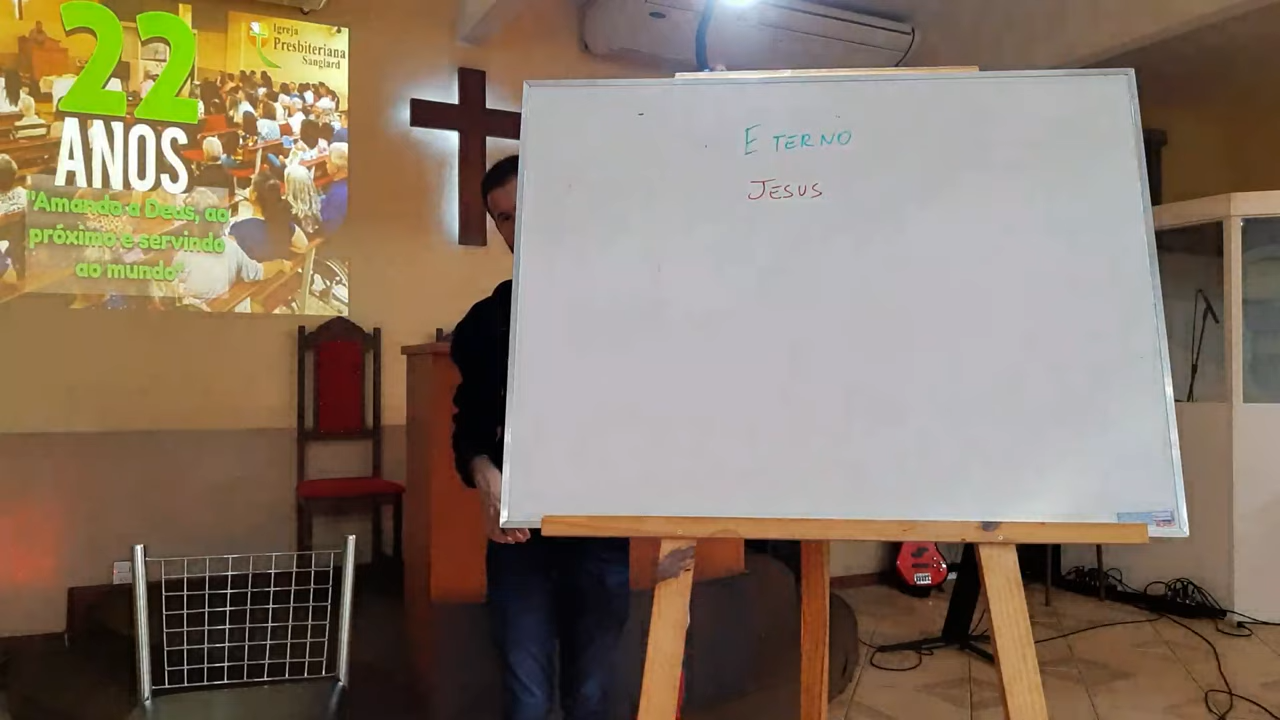 22
ANOS
"Amando a Deus, ao
próximo e servindo
ao mundo"
Igreja
Presbiteriana
Sanglard
ETERNO
JESUS